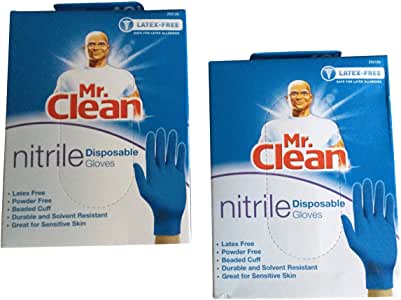 LATEX-FREE
SAFE FOR LATEX ALLERGIES
Mr.
Clean
nitrile Disposable
Gloves
• Latex Free
• Powder Free
• Beaded Cuff
• Durable and Solvent Resistant
• Great for Sensitive Skin
LATEX-FREE
SAFE FOR LATEX ALLERGIES
Mr.
Clean
nitrile Disposable
Gloves
• Latex Free
• Powder Free
• Beaded Cuff
• Durable and Solvent Resistant
• Great for Sensitive Skin